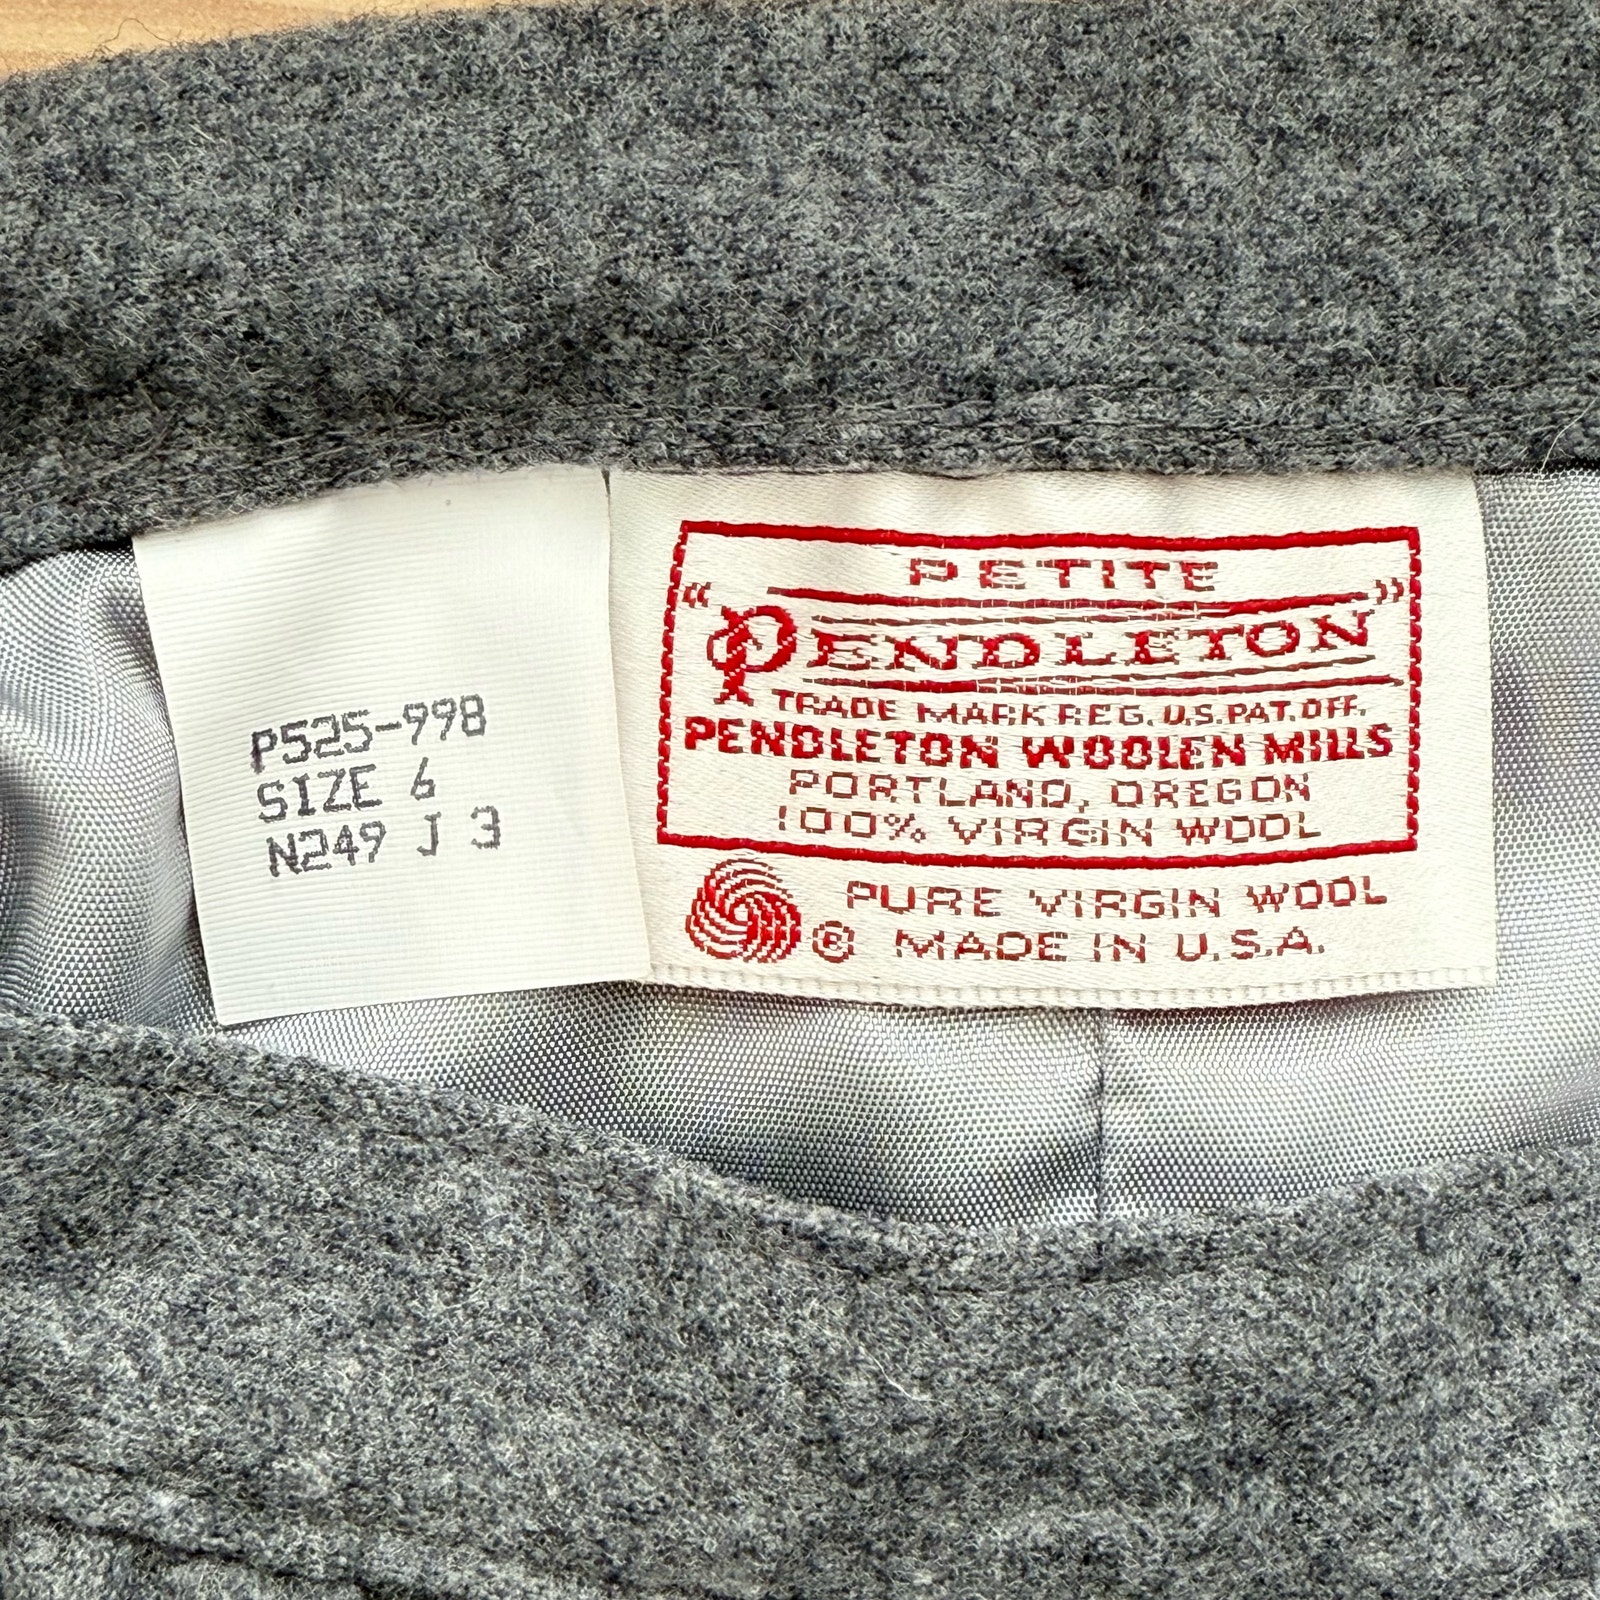 P525-998
SIZE 6
N249 J 3
PETITE
"PENDLETON"
TRADE MARK REG. U.S. PAT. OFF.
PENDLETON WOOLEN MILLS
PORTLAND, OREGON
100% VIRGIN WOOL
PURE VIRGIN WOOL
® MADE IN U.S.A.